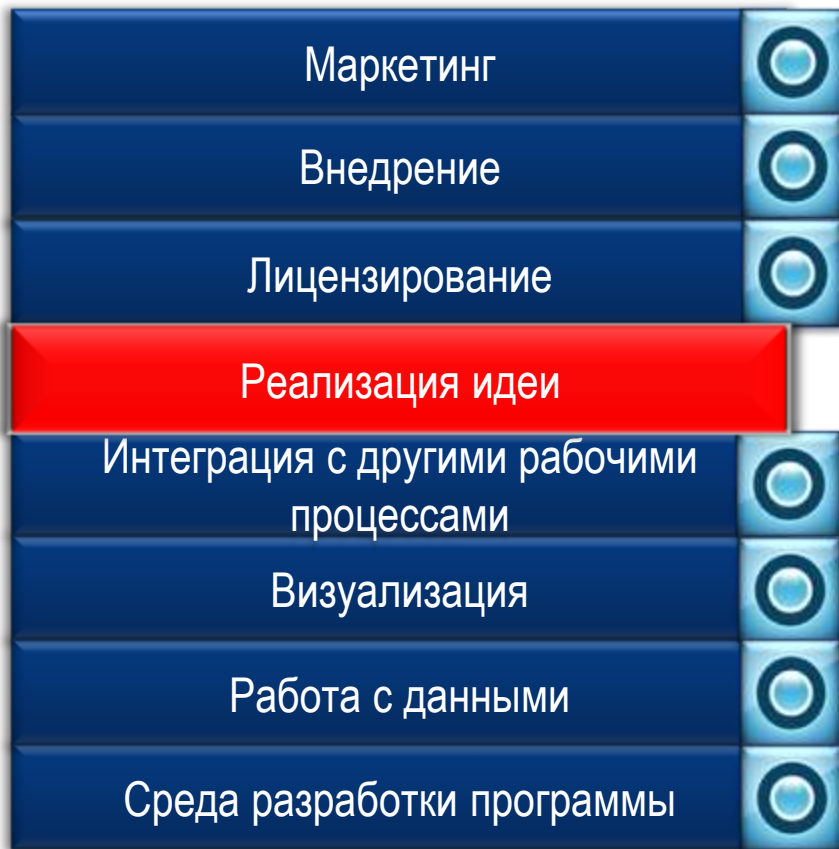 Маркетинг
Внедрение
Лицензирование
Реализация идеи
Интеграция с другими рабочими
процессами
Визуализация
Работа с данными
Среда разработки программы